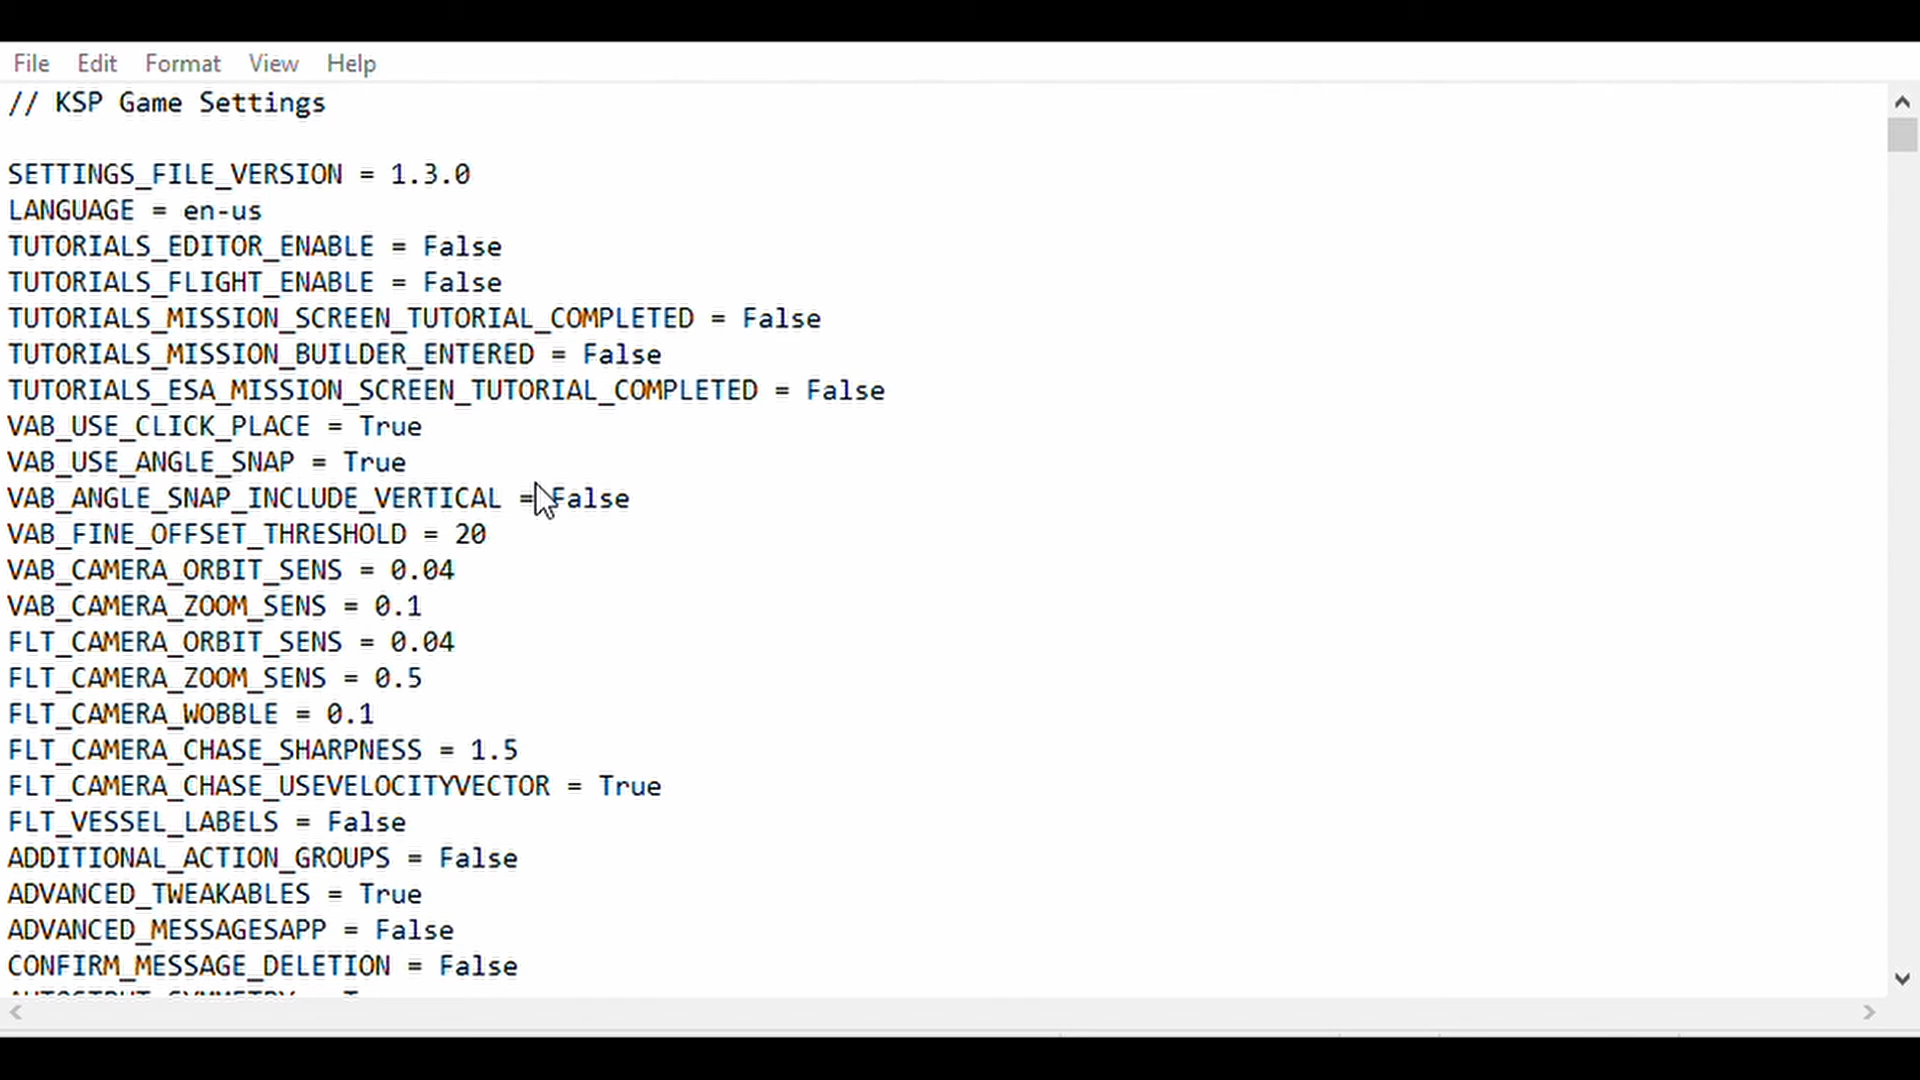 File Edit Format View Help
// KSP Game Settings
SETTINGS_FILE_VERSION = 1.3.0
LANGUAGE = en-us
TUTORIALS_EDITOR_ENABLE = False
TUTORIALS_FLIGHT_ENABLE = False
TUTORIALS_MISSION_SCREEN_TUTORIAL_COMPLETED = False
TUTORIALS_MISSION_BUILDER_ENTERED = False
TUTORIALS_ESA_MISSION_SCREEN_TUTORIAL_COMPLETED = False
VAB_USE_CLICK_PLACE = True
VAB_USE_ANGLE_SNAP = True
VAB_ANGLE_SNAP_INCLUDE_VERTICAL = False
VAB_FINE_OFFSET_THRESHOLD = 20
VAB_CAMERA_ORBIT_SENS = 0.04
VAB_CAMERA_ZOOM_SENS = 0.1
FLT_CAMERA_ORBIT_SENS = 0.04
FLT_CAMERA_ZOOM_SENS = 0.5
FLT_CAMERA_WOBBLE = 0.1
FLT_CAMERA_CHASE_SHARPNESS = 1.5
FLT_CAMERA_CHASE_USEVELOCITYVECTOR = True
FLT_VESSEL_LABELS = False
ADDITIONAL_ACTION_GROUPS = False
ADVANCED_TWEAKABLES = True
ADVANCED_MESSAGESAPP = False
CONFIRM_MESSAGE_DELETION = False